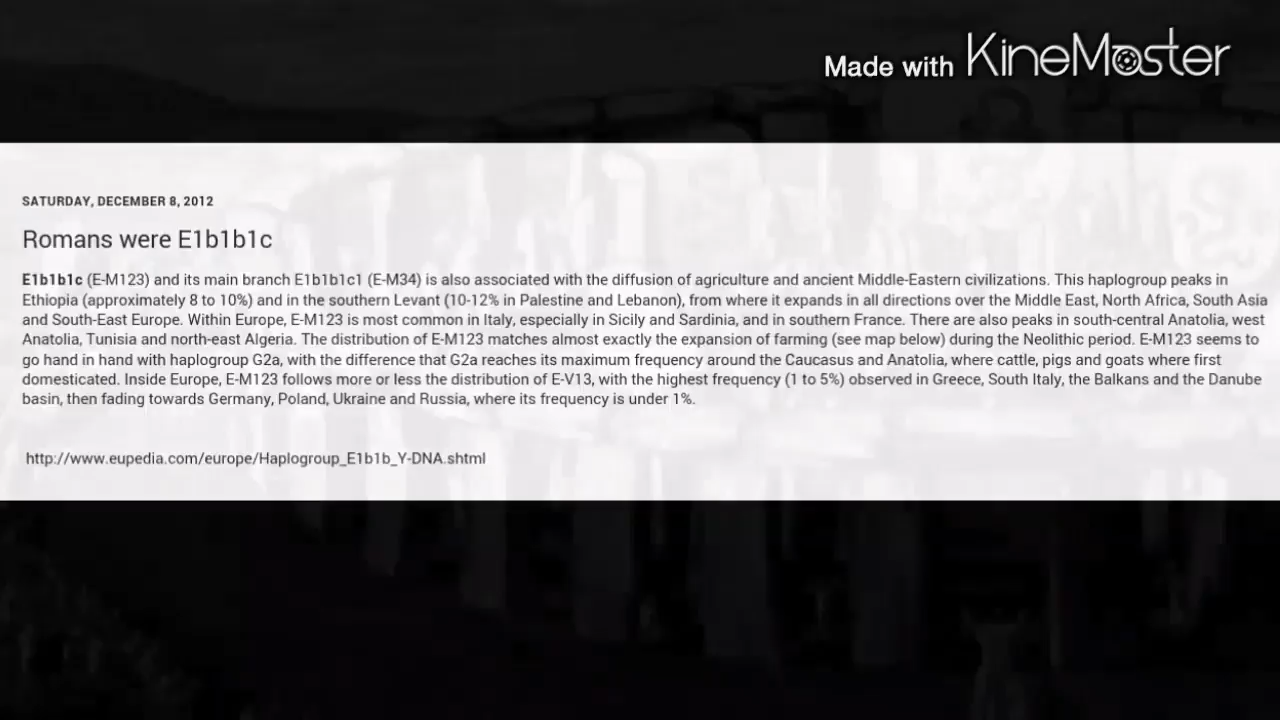 Made with KineMaster
SATURDAY, DECEMBER 8, 2012
Romans were E1b1b1c
E1b1b1c (E-M123) and its main branch E1b1b1c1 (E-M34) is also associated with the diffusion of agriculture and ancient Middle-Eastern civilizations. This haplogroup peaks in
Ethiopia (approximately 8 to 10%) and in the southern Levant (10-12% in Palestine and Lebanon), from where it expands in all directions over the Middle East, North Africa, South Asia
and South-East Europe. Within Europe, E-M123 is most common in Italy, especially in Sicily and Sardinia, and in southern France. There are also peaks in south-central Anatolia, west
Anatolia, Tunisia and north-east Algeria. The distribution of E-M123 matches almost exactly the expansion of farming (see map below) during the Neolithic period. E-M123 seems to
go hand in hand with haplogroup G2a, with the difference that G2a reaches its maximum frequency around the Caucasus and Anatolia, where cattle, pigs and goats where first
domesticated. Inside Europe, E-M123 follows more or less the distribution of E-V13, with the highest frequency (1 to 5%) observed in Greece, South Italy, the Balkans and the Danube
basin, then fading towards Germany, Poland, Ukraine and Russia, where its frequency is under 1%.
http://www.eupedia.com/europe/Haplogroup_E1b1b_Y-DNA.shtml